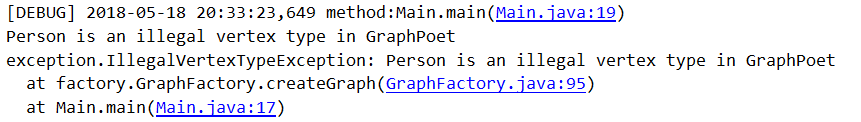 [DEBUG] 2018-05-18 20:33:23,649 method:Main.main(Main.java:19)
Person is an illegal vertex type in GraphPoet
exception.IllegalVertexTypeException: Person is an illegal vertex type in GraphPoet
  at factory.GraphFactory.createGraph(GraphFactory.java:95)
  at Main.main(Main.java:17)